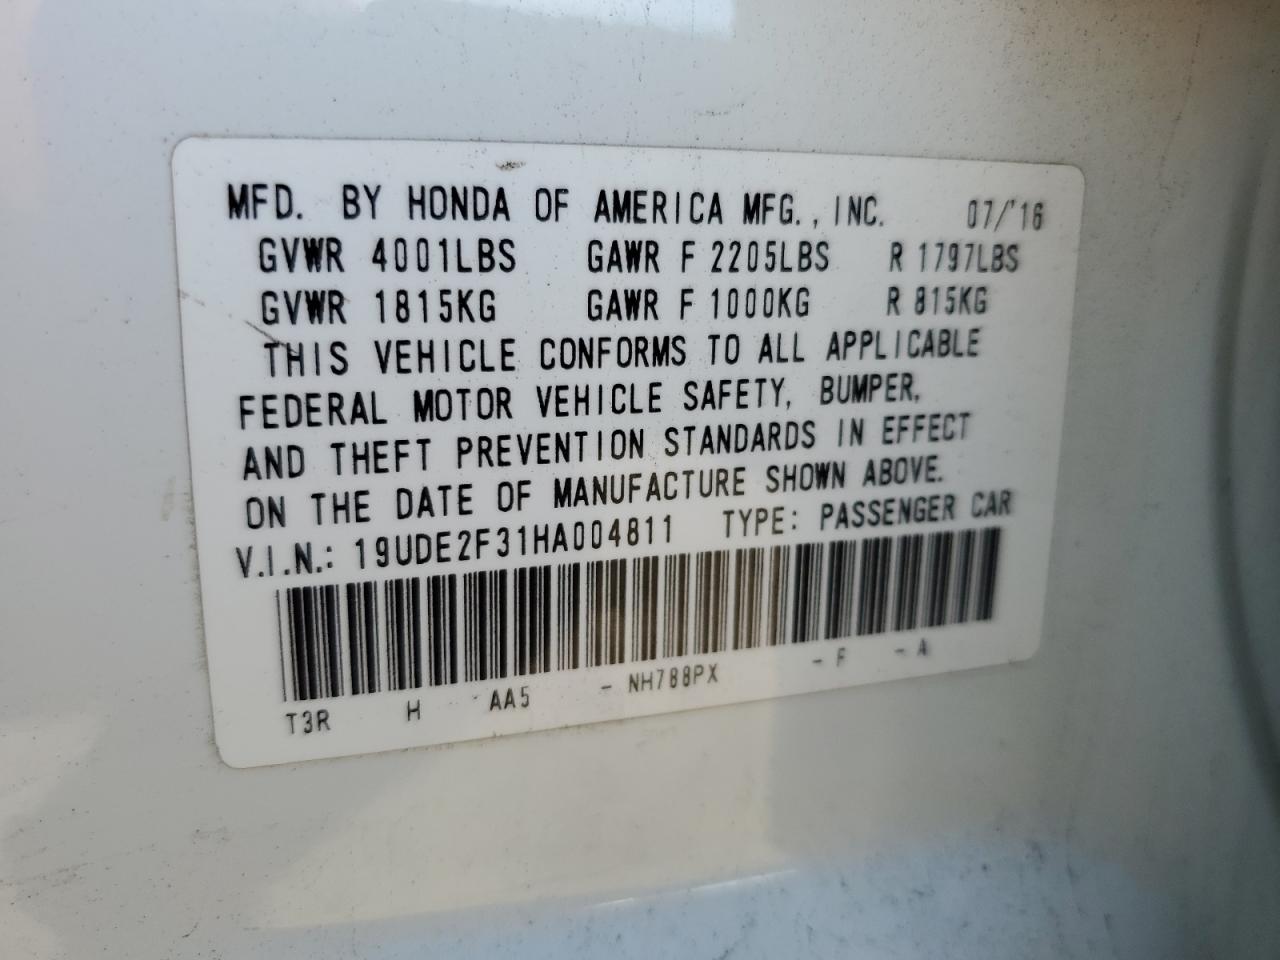 MFD. BY HONDA OF AMERICA MFG., INC. 07/'16
GVWR 4001LBS GAWR F 2205LBS R 1797LBS
GVWR 1815KG GAWR F 1000KG R 815KG
THIS VEHICLE CONFORMS TO ALL APPLICABLE
FEDERAL MOTOR VEHICLE SAFETY, BUMPER,
AND THEFT PREVENTION STANDARDS IN EFFECT
ON THE DATE OF MANUFACTURE SHOWN ABOVE.
V.I.N.: 19UDE2F31HA004811 TYPE: PASSENGER CAR
T3R H AA5 - NH788PX - F - A